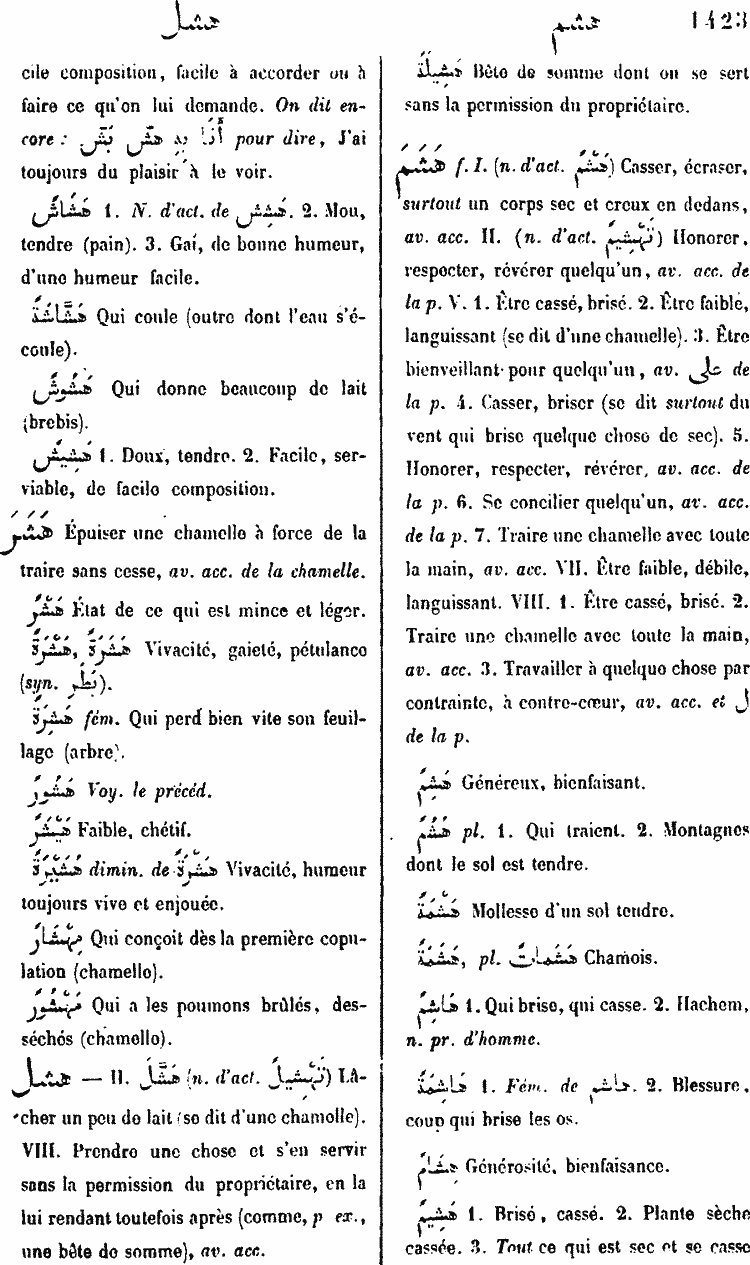 هشل
هشم
1423
cile composition, facile à accorder ou à
faire ce qu'on lui demande. On dit en-
core : أَنَا بِهِ هَشٌّ بَشٌّ pour dire, J'ai
toujours du plaisir à le voir.
هَشَاشٌ 1. N. d'act. de هَشِشَ. 2. Mou,
tendre (pain). 3. Gai, de bonne humeur,
d'une humeur facile.
هَشَّاشَةٌ Qui coule (outre dont l'eau s'é-
coule).
هَشُوشٌ Qui donne beaucoup de lait
(brebis).
هَشِيشٌ 1. Doux, tendre. 2. Facile, ser-
viable, de facile composition.
هَشَرَ Épuiser une chamelle à force de la
traire sans cesse, av. acc. de la chamelle.
هَشْرٌ État de ce qui est mince et léger.
هَشْرَةٌ, هَشَرَةٌ Vivacité, gaieté, pétulance
(syn. بَطَر).
هَشِرَةٌ fém. Qui perd bien vite son feuil-
lage (arbre).
هَشُورٌ Voy. le précéd.
هَيْشَرٌ Faible, chétif.
هُشَيْرَةٌ dimin. de هَشْرَةٌ Vivacité, humeur
toujours vive et enjouée.
مِهْشَارٌ Qui conçoit dès la première copu-
lation (chamelle).
مَهْشُورٌ Qui a les poumons brûlés, des-
séchés (chamelle).
هشل — II. هَشَّلَ (n. d'act. تَهْشِيلٌ) Lâ-
cher un peu de lait (se dit d'une chamelle).
VIII. Prendre une chose et s'en servir
sans la permission du propriétaire, en la
lui rendant toutefois après (comme, p ex.,
une bête de somme), av. acc.
هَشِيلَةٌ Bête de somme dont on se sert
sans la permission du propriétaire.
هَشَمَ f. I. (n. d'act. هَشْمٌ) Casser, écraser,
surtout un corps sec et creux en dedans,
av. acc. II. (n. d'act. تَهْشِيمٌ) Honorer,
respecter, révérer quelqu'un, av. acc. de
la p. V. 1. Être cassé, brisé. 2. Être faible,
languissant (se dit d'une chamelle). 3. Être
bienveillant pour quelqu'un, av. على de
la p. 4. Casser, briser (se dit surtout du
vent qui brise quelque chose de sec). 5.
Honorer, respecter, révérer, av. acc. de
la p. 6. Se concilier quelqu'un, av. acc.
de la p. 7. Traire une chamelle avec toute
la main, av. acc. VII. Être faible, débile,
languissant. VIII. 1. Être cassé, brisé. 2.
Traire une chamelle avec toute la main,
av. acc. 3. Travailler à quelque chose par
contrainte, à contre-cœur, av. acc. et ل
de la p.
هَشِمٌ Généreux, bienfaisant.
هُشُمٌ pl. 1. Qui traient. 2. Montagnes
dont le sol est tendre.
هَشْمَةٌ Mollesse d'un sol tendre.
هَشَمَةٌ, pl. هَشَمَاتٌ Chamois.
هَاشِمٌ 1. Qui brise, qui casse. 2. Hachem,
n. pr. d'homme.
هَاشِمَةٌ 1. Fém. de هاشم. 2. Blessure,
coup qui brise les os.
هِشَامٌ Générosité, bienfaisance.
هَشِيمٌ 1. Brisé, cassé. 2. Plante sèche
cassée. 3. Tout ce qui est sec et se casse